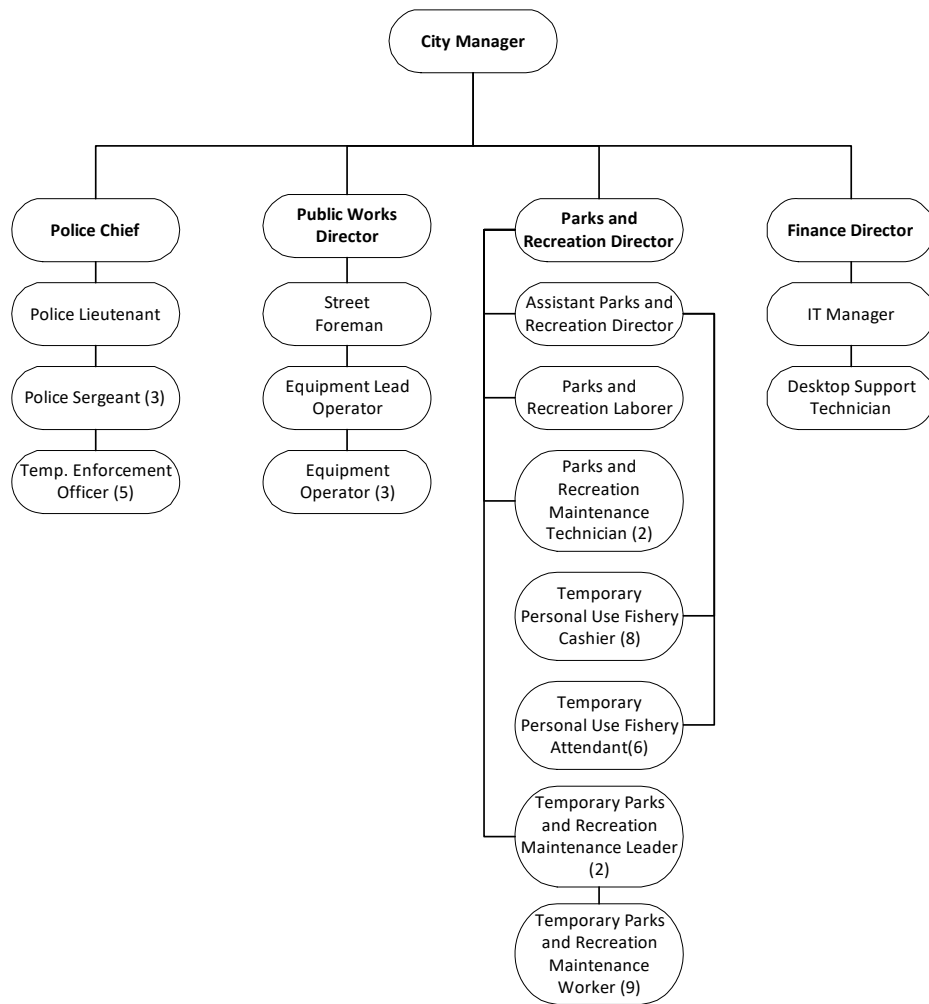 City Manager
Police Chief
Police Lieutenant
Police Sergeant (3)
Temp. Enforcement
Officer (5)
Public Works
Director
Street
Foreman
Equipment Lead
Operator
Equipment
Operator (3)
Parks and
Recreation Director
Assistant Parks and
Recreation Director
Parks and
Recreation Laborer
Parks and
Recreation
Maintenance
Technician (2)
Temporary
Personal Use Fishery
Cashier (8)
Temporary
Personal Use Fishery
Attendant(6)
Temporary Parks
and Recreation
Maintenance Leader
(2)
Temporary Parks
and Recreation
Maintenance
Worker (9)
Finance Director
IT Manager
Desktop Support
Technician